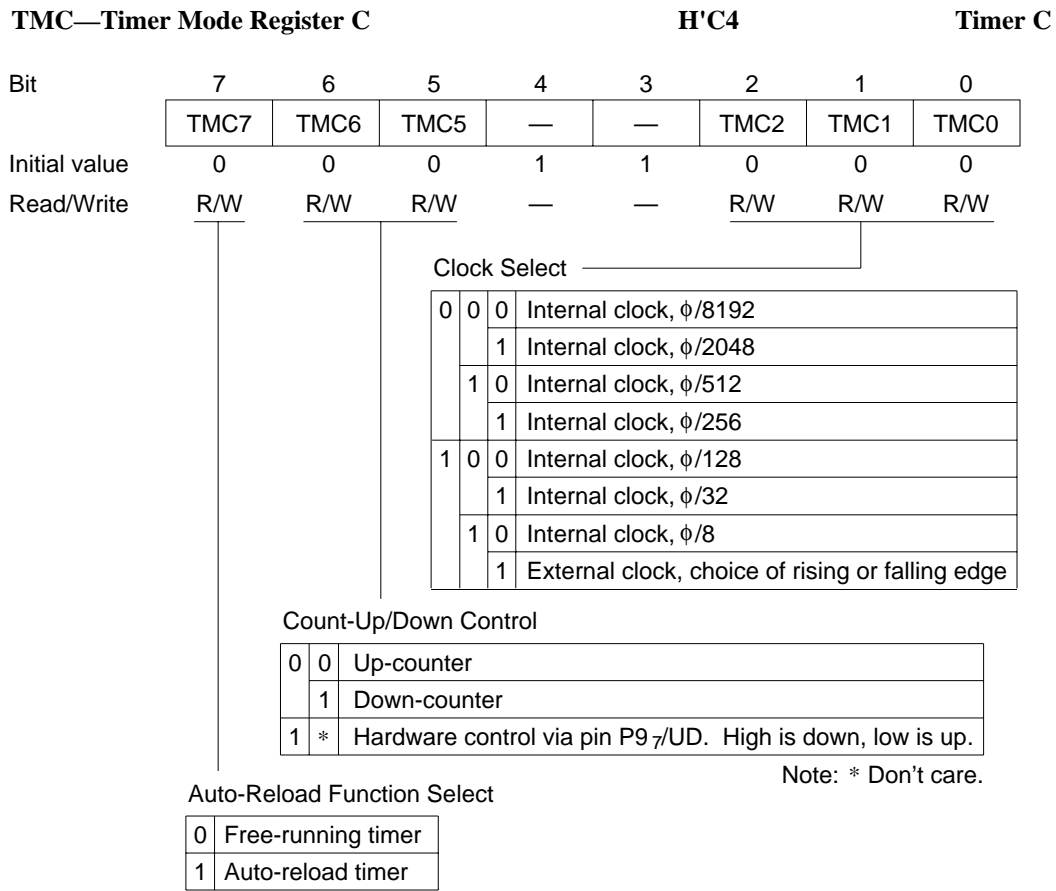 TMC—Timer Mode Register C H'C4 Timer C
Bit 7 6 5 4 3 2 1 0
TMC7 TMC6 TMC5 — — TMC2 TMC1 TMC0
Initial value 0 0 0 1 1 0 0 0
Read/Write R/W R/W R/W — — R/W R/W R/W
Clock Select
0 0 0 Internal clock, φ/8192
1 Internal clock, φ/2048
1 0 Internal clock, φ/512
1 Internal clock, φ/256
1 0 0 Internal clock, φ/128
1 Internal clock, φ/32
1 0 Internal clock, φ/8
1 External clock, choice of rising or falling edge
Count-Up/Down Control
0 0 Up-counter
1 Down-counter
1 * Hardware control via pin P9₇/UD. High is down, low is up.
Note: * Don't care.
Auto-Reload Function Select
0 Free-running timer
1 Auto-reload timer